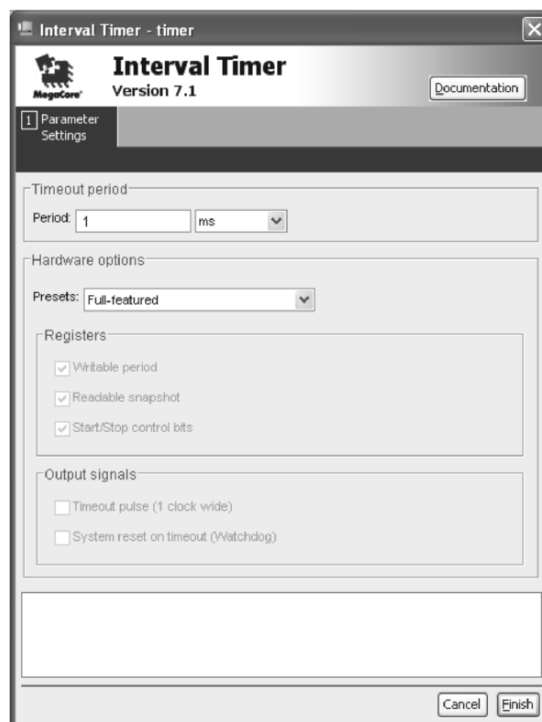 Interval Timer - timer
MegaCore'
Interval Timer
Version 7.1
Documentation
1 Parameter
Settings
Timeout period
Period: 1 ms
Hardware options
Presets: Full-featured
Registers
Writable period
Readable snapshot
Start/Stop control bits
Output signals
Timeout pulse (1 clock wide)
System reset on timeout (Watchdog)
Cancel Finish